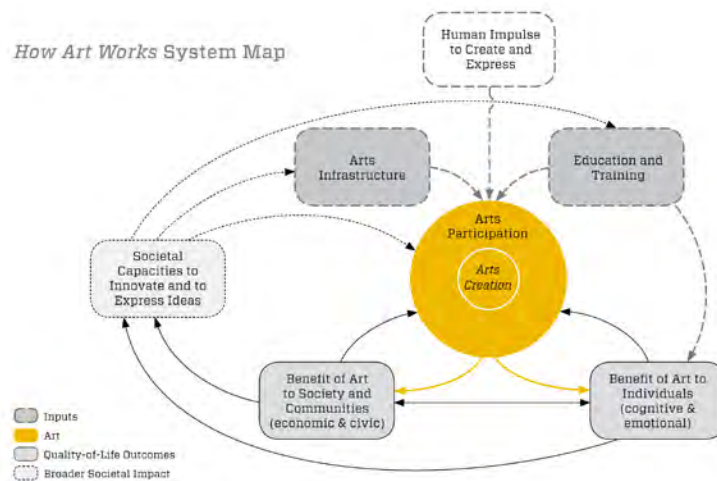 How Art Works System Map
Human Impulse
to Create and
Express
Arts
Infrastructure
Education and
Training
Arts
Participation
Arts
Creation
Societal
Capacities to
Innovate and to
Express Ideas
Benefit of Art
to Society and
Communities
(economic & civic)
Benefit of Art to
Individuals
(cognitive &
emotional)
Inputs
Art
Quality-of-Life Outcomes
Broader Societal Impact